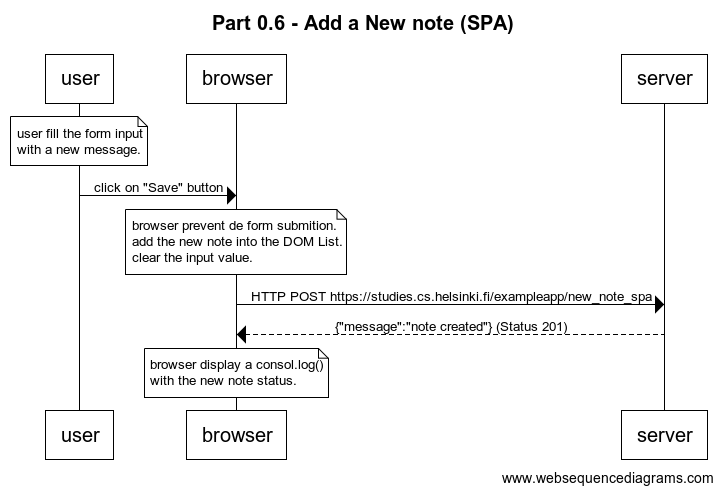 Part 0.6 - Add a New note (SPA)
user
browser
server
user fill the form input
with a new message.
click on "Save" button
browser prevent de form submition.
add the new note into the DOM List.
clear the input value.
HTTP POST https://studies.cs.helsinki.fi/exampleapp/new_note_spa
{"message":"note created"} (Status 201)
browser display a consol.log()
with the new note status.
user
browser
server
www.websequencediagrams.com